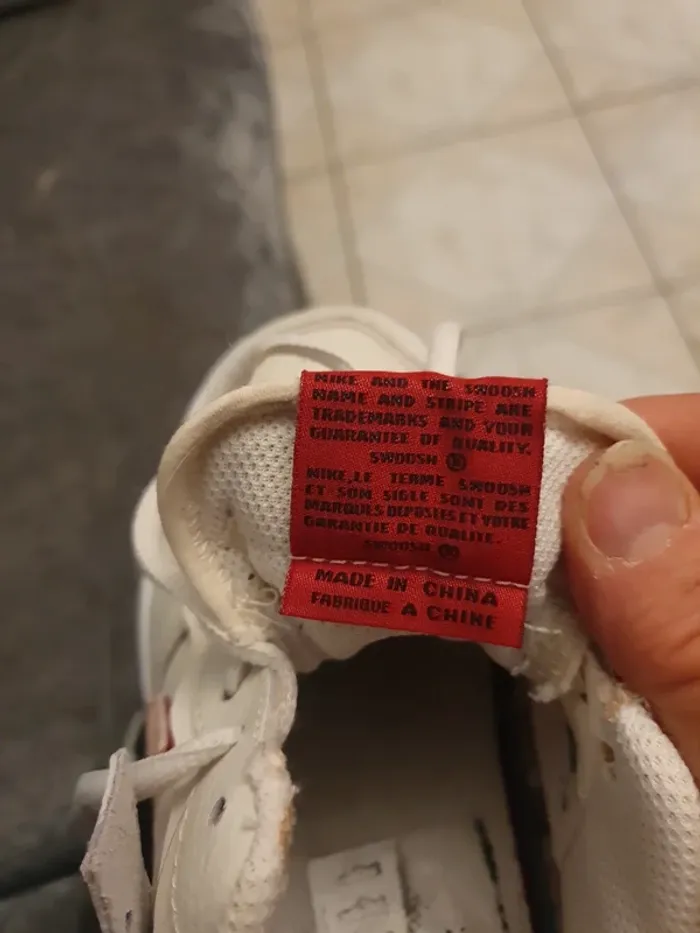 NIKE AND THE SWOOSH
NAME AND STRIPE ARE
TRADEMARKS AND YOUR
GUARANTEE OF QUALITY.
SWOOSH ®
NIKE,LE TERME SWOOSH
ET SON SIGLE SONT DES
MARQUES DEPOSLES ET VOTRE
GARANTIE DE QUALITE.
SWOOSH ®
MADE IN CHINA
FABRIQUE A CHINE